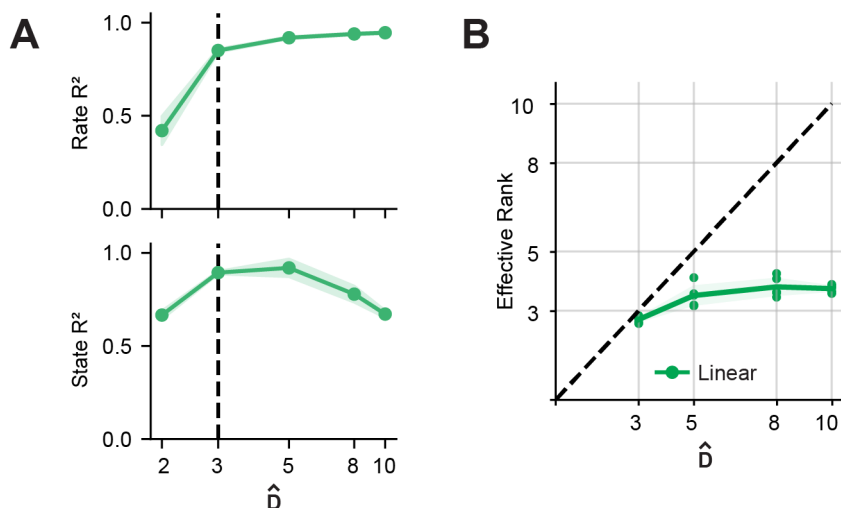 A
1.0
0.5
0.0
Rate R²
1.0
0.5
0.0
State R²
2 3 5 8 10
D̂
B
10
8
5
3
Effective Rank
Linear
3 5 8 10
D̂